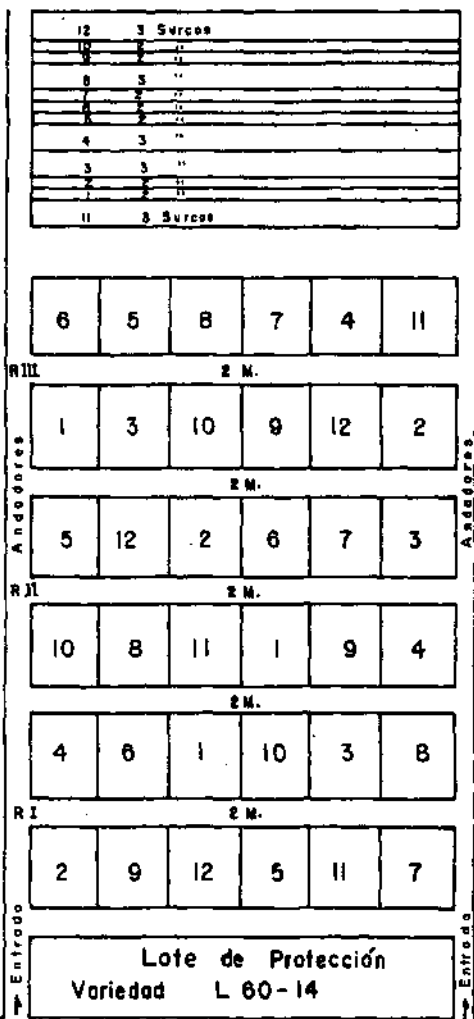 12 3 Surcos
10 2 "
9 2 "
8 3 "
7 2 "
6 2 "
5 2 "
4 3 "
3 3 "
2 2 "
1 2 "
11 3 Surcos
6 5 8 7 4 11
R III 2 M.
1 3 10 9 12 2
Andadores
Andadores
2 M.
5 12 2 6 7 3
R II 2 M.
10 8 11 1 9 4
2 M.
4 6 1 10 3 8
R I 2 M.
2 9 12 5 11 7
Entrada
Entrada
Lote de Protección
Variedad L 60-14